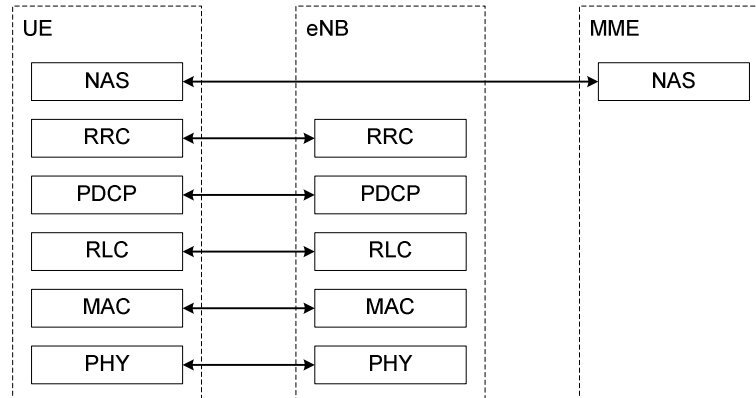 UE eNB MME
NAS NAS
RRC RRC
PDCP PDCP
RLC RLC
MAC MAC
PHY PHY